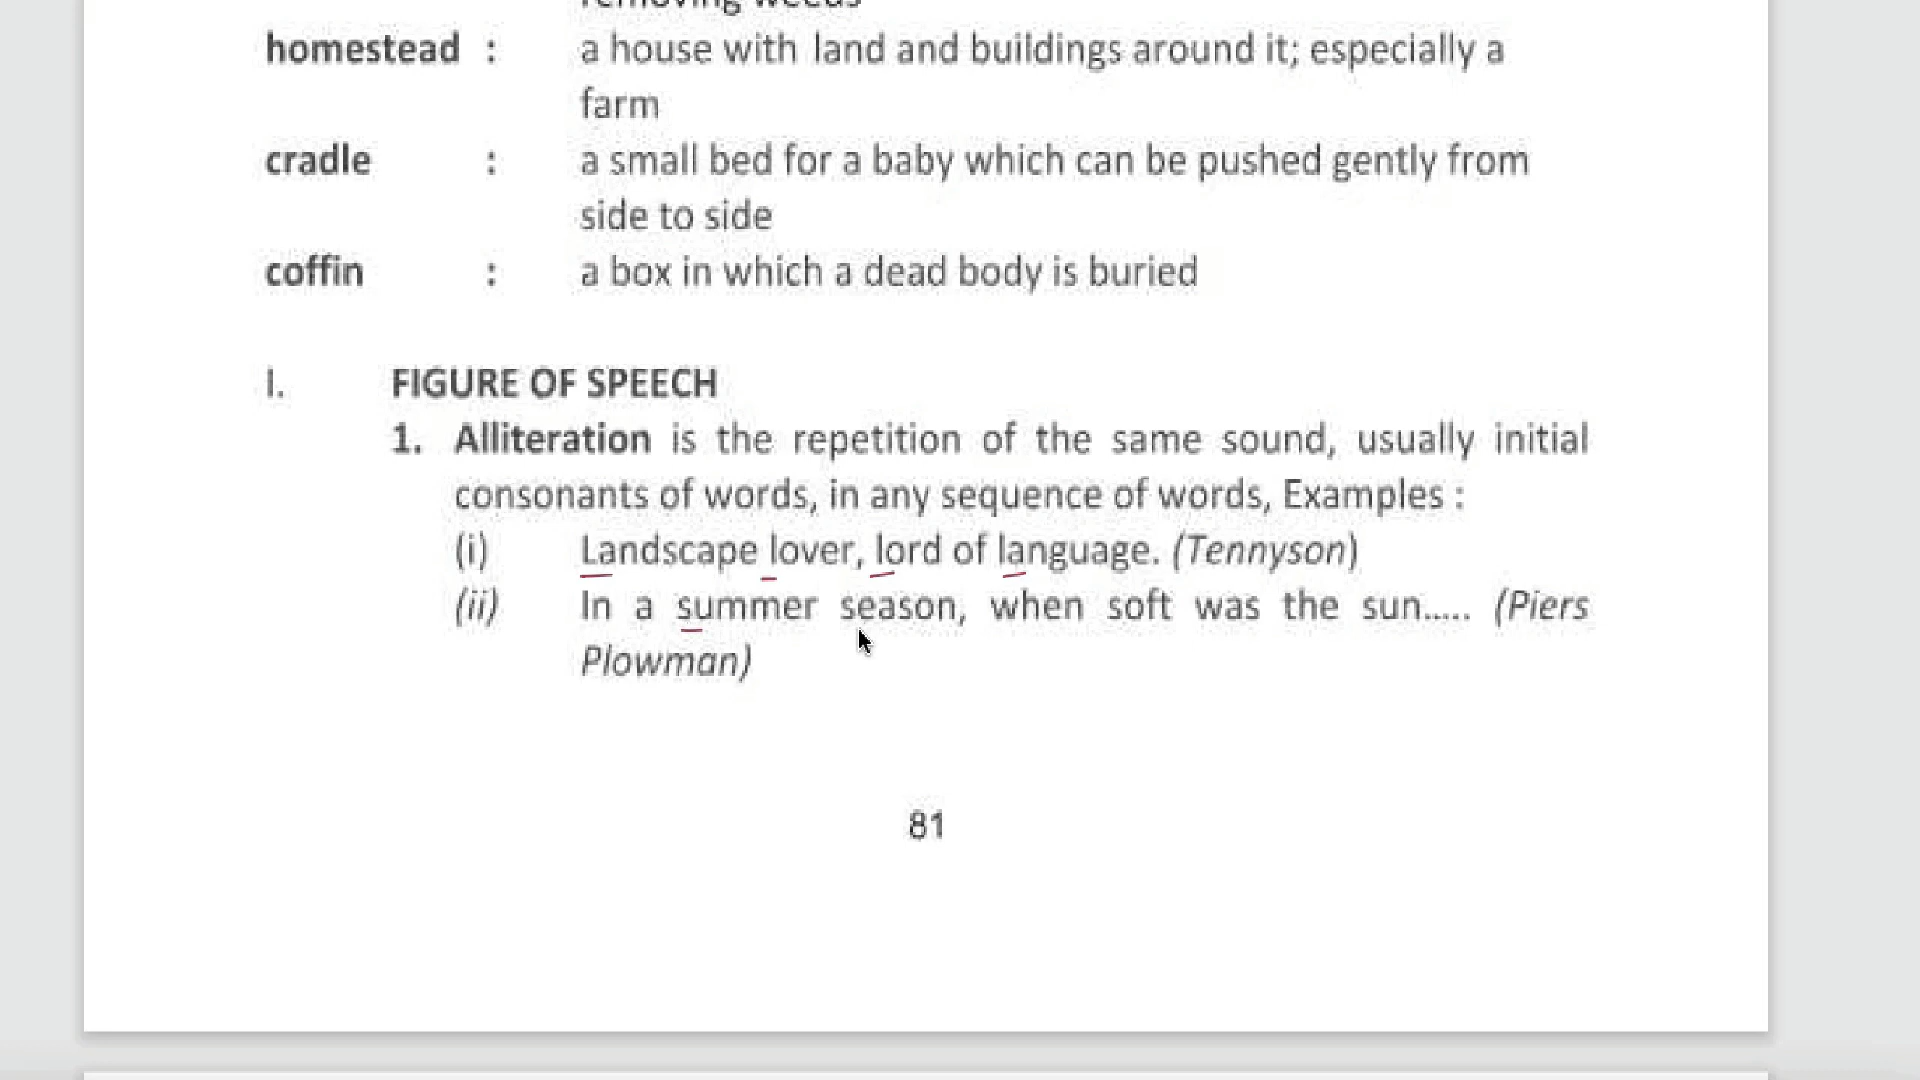 removing weeds
homestead : a house with land and buildings around it; especially a
farm
cradle : a small bed for a baby which can be pushed gently from
side to side
coffin : a box in which a dead body is buried
I. FIGURE OF SPEECH
1. Alliteration is the repetition of the same sound, usually initial
consonants of words, in any sequence of words, Examples :
(i) Landscape lover, lord of language. (Tennyson)
(ii) In a summer season, when soft was the sun..... (Piers
Plowman)
81